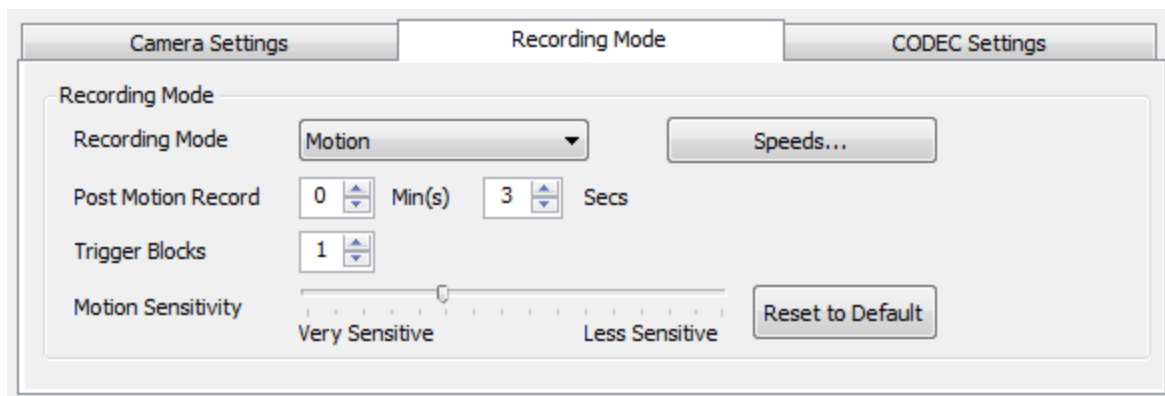 Camera Settings Recording Mode CODEC Settings
Recording Mode
Recording Mode Motion Speeds...
Post Motion Record 0 Min(s) 3 Secs
Trigger Blocks 1
Motion Sensitivity Reset to Default
Very Sensitive Less Sensitive